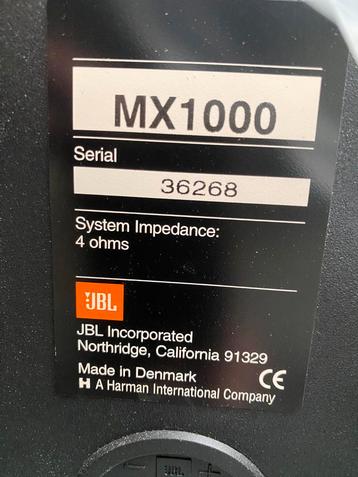 MX1000
Serial
36268
System Impedance:
4 ohms
JBL
JBL Incorporated
Northridge, California 91329
Made in Denmark CE
H A Harman International Company
− JBL +